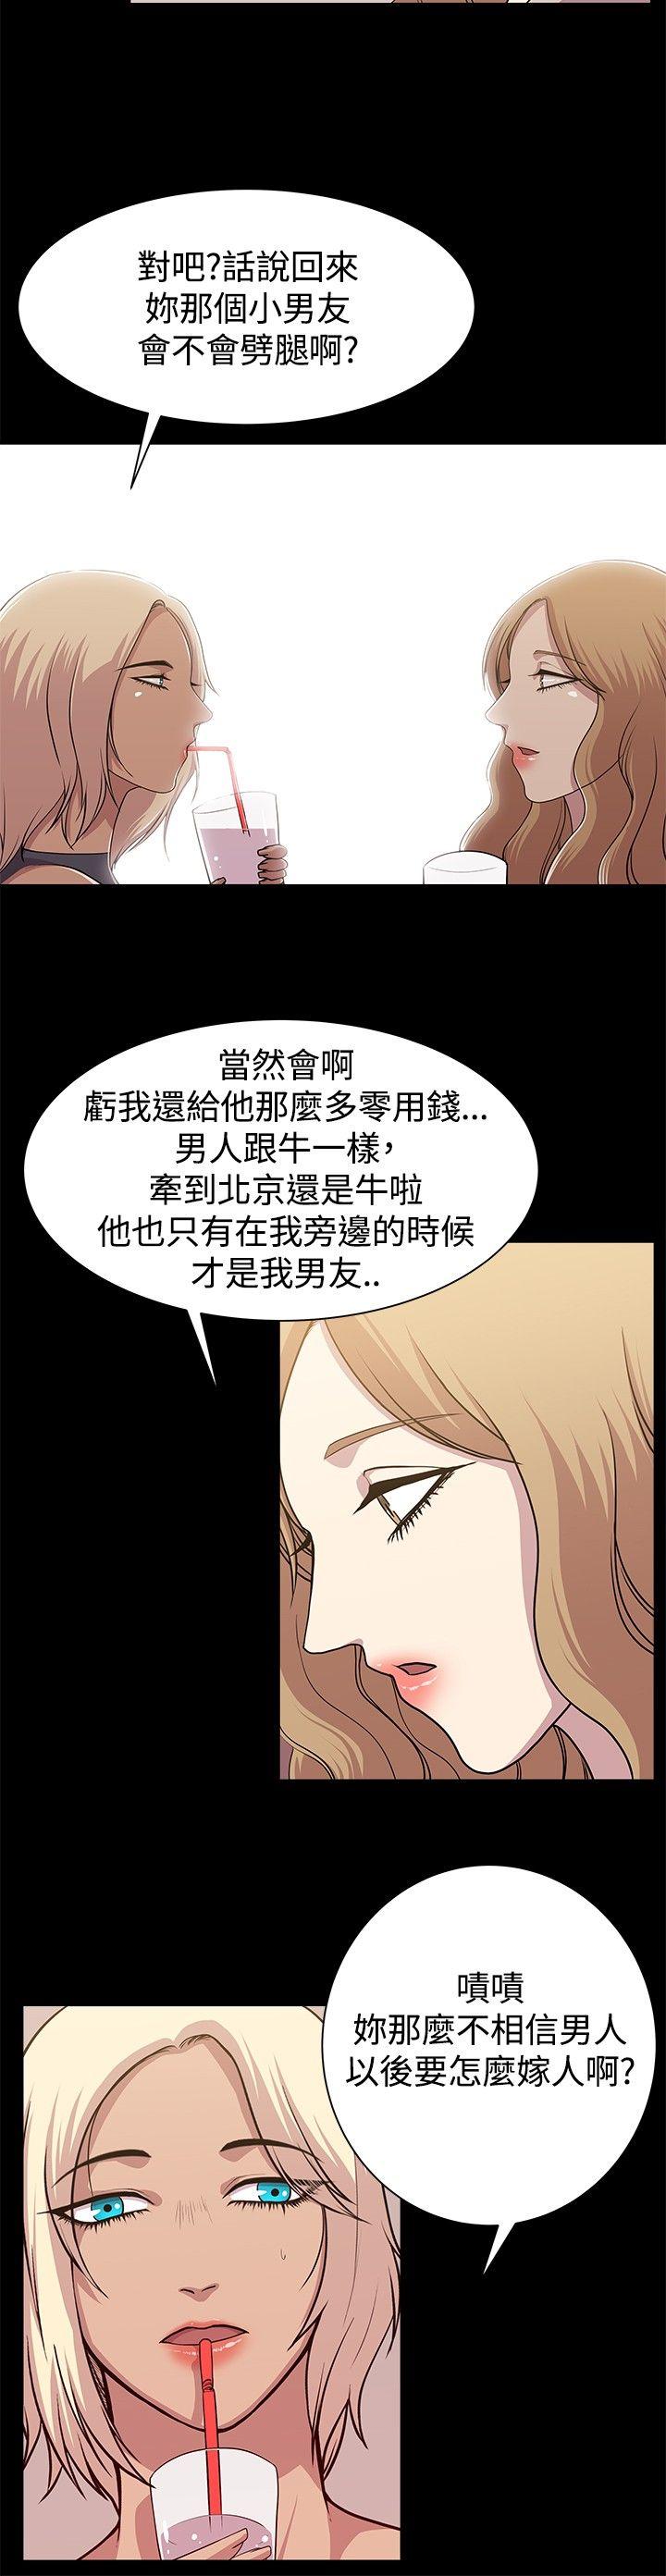 對吧?話說回來
妳那個小男友
會不會劈腿啊?
當然會啊
虧我還給他那麼多零用錢...
男人跟牛一樣,
牽到北京還是牛啦
他也只有在我旁邊的時候
才是我男友..
嘖嘖
妳那麼不相信男人
以後要怎麼嫁人啊?